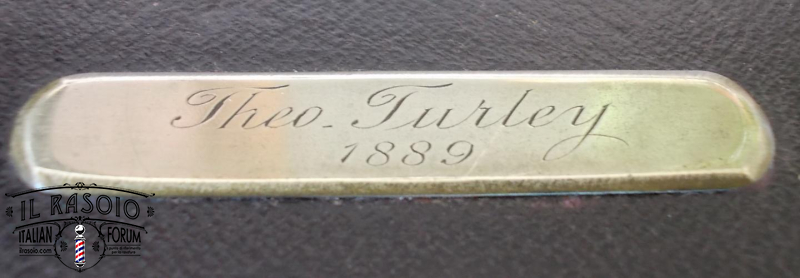 Theo. Turley
1889
IL RASOIO
ITALIAN FORUM
ilrasoio.com